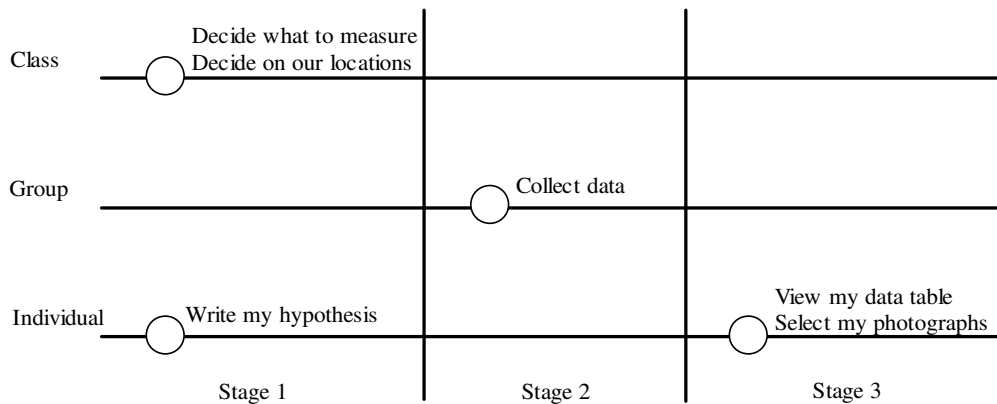 Class
Decide what to measure
Decide on our locations
Group
Collect data
Individual
Write my hypothesis
View my data table
Select my photographs
Stage 1
Stage 2
Stage 3